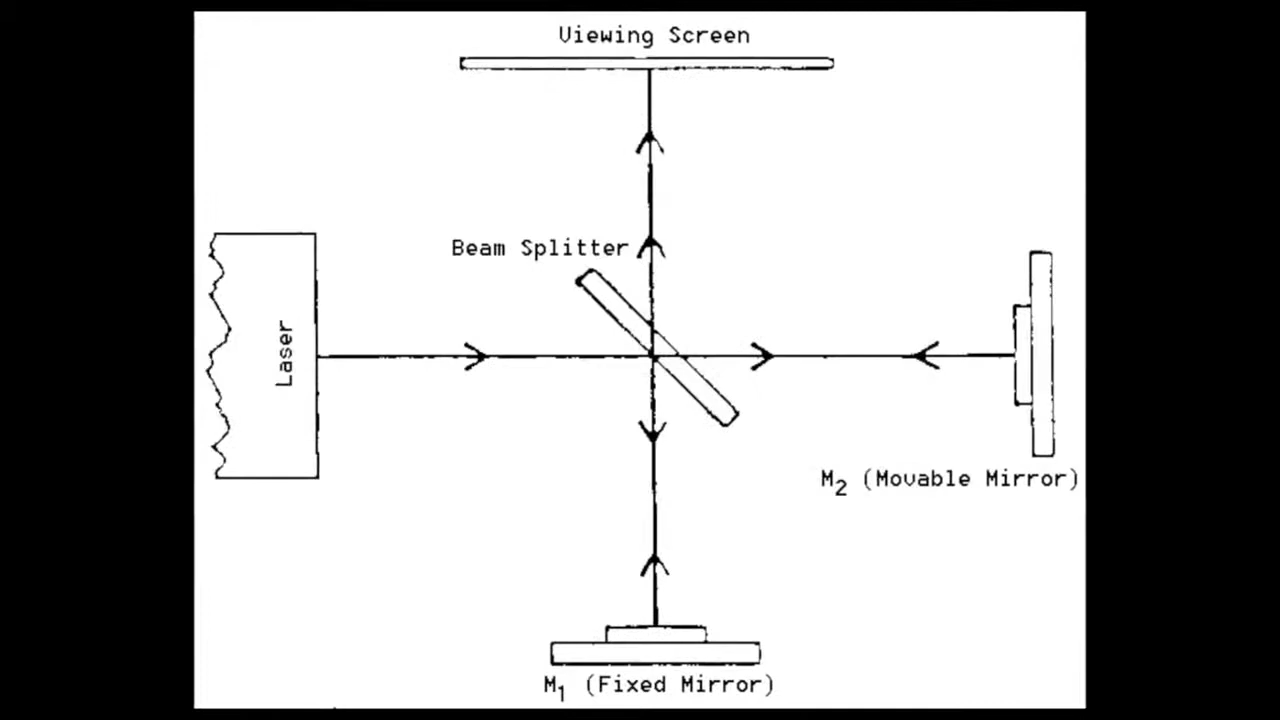 Viewing Screen
Beam Splitter
Laser
M2 (Movable Mirror)
M1 (Fixed Mirror)